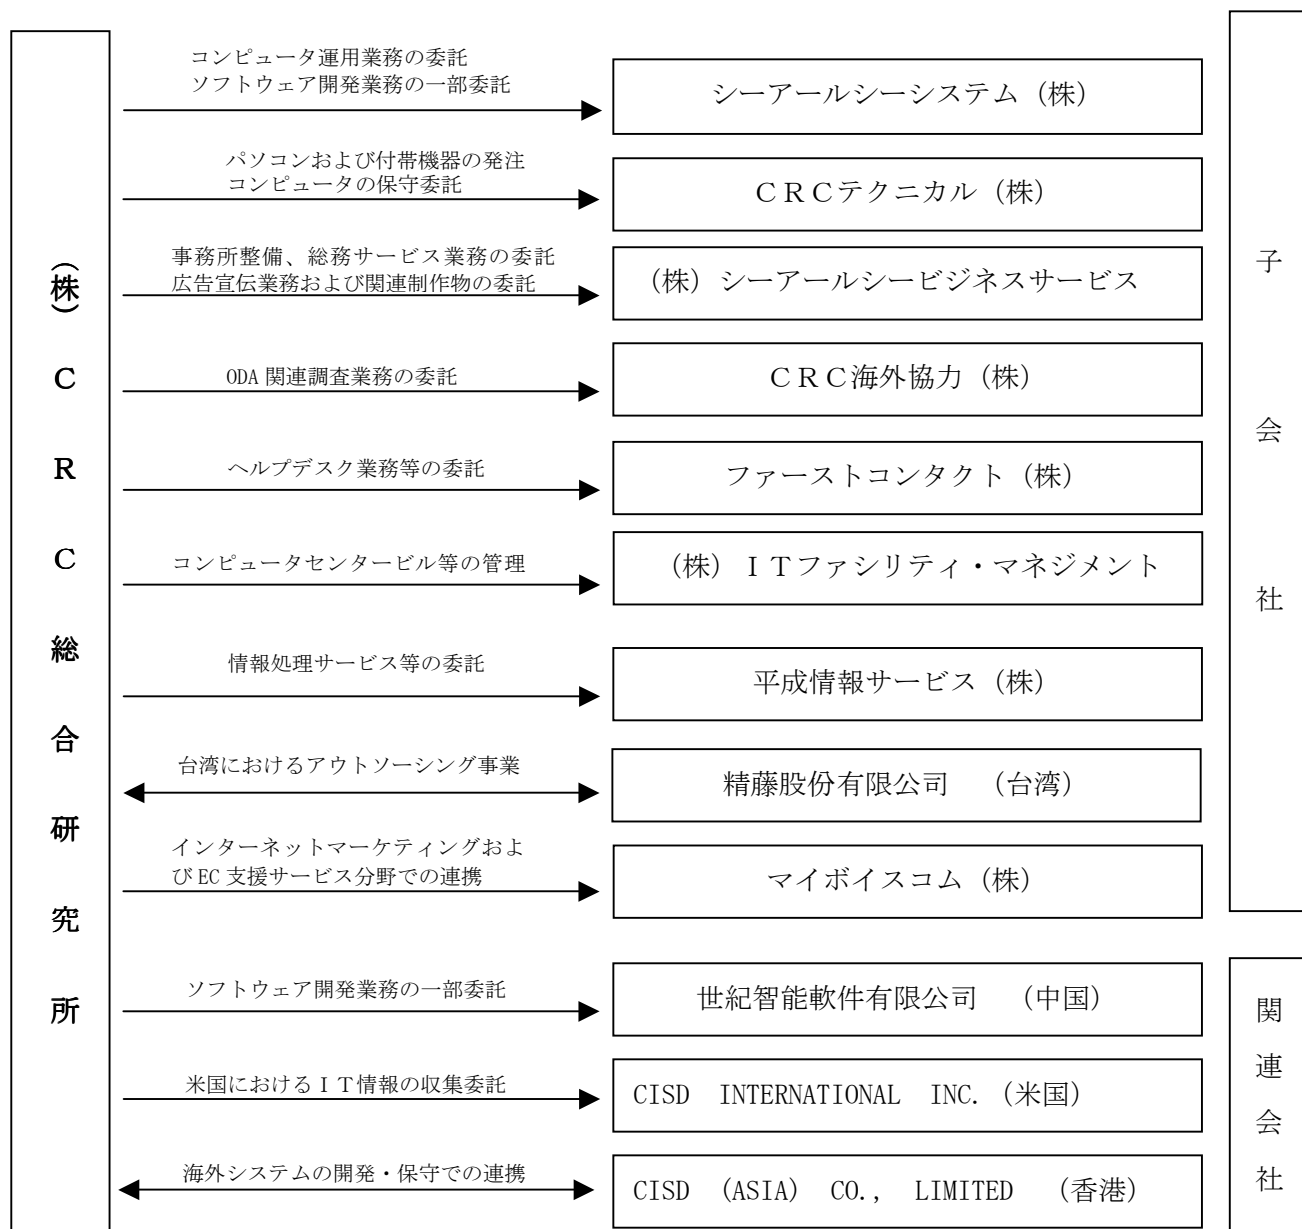 (株)CRC総合研究所
コンピュータ運用業務の委託
ソフトウェア開発業務の一部委託
シーアールシーシステム(株)
パソコンおよび付帯機器の発注
コンピュータの保守委託
CRCテクニカル(株)
事務所整備、総務サービス業務の委託
広告宣伝業務および関連制作物の委託
(株)シーアールシービジネスサービス
ODA関連調査業務の委託
CRC海外協力(株)
ヘルプデスク業務等の委託
ファーストコンタクト(株)
コンピュータセンタービル等の管理
(株)ITファシリティ・マネジメント
情報処理サービス等の委託
平成情報サービス(株)
台湾におけるアウトソーシング事業
精藤股份有限公司 (台湾)
インターネットマーケティングおよ
びEC支援サービス分野での連携
マイボイスコム(株)
子会社
ソフトウェア開発業務の一部委託
世紀智能軟件有限公司 (中国)
米国におけるIT情報の収集委託
CISD INTERNATIONAL INC.(米国)
海外システムの開発・保守での連携
CISD (ASIA) CO., LIMITED (香港)
関連会社